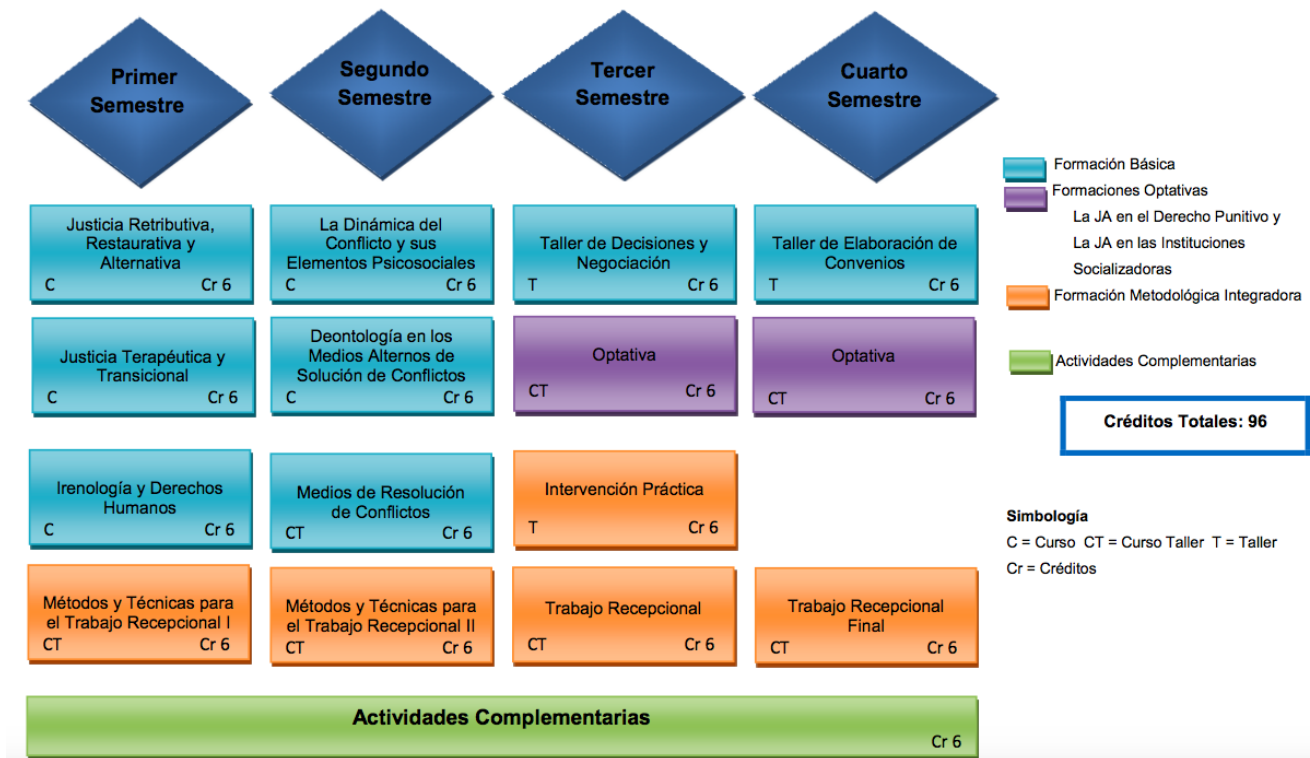 Primer
Semestre
Segundo
Semestre
Tercer
Semestre
Cuarto
Semestre
Justicia Retributiva,
Restaurativa y
Alternativa
C Cr 6
La Dinámica del
Conflicto y sus
Elementos Psicosociales
C Cr 6
Taller de Decisiones y
Negociación
T Cr 6
Taller de Elaboración de
Convenios
T Cr 6
Justicia Terapéutica y
Transicional
C Cr 6
Deontología en los
Medios Alternos de
Solución de Conflictos
C Cr 6
Optativa
CT Cr 6
Optativa
CT Cr 6
Irenología y Derechos
Humanos
C Cr 6
Medios de Resolución
de Conflictos
CT Cr 6
Intervención Práctica
T Cr 6
Métodos y Técnicas para
el Trabajo Recepcional I
CT Cr 6
Métodos y Técnicas para
el Trabajo Recepcional II
CT Cr 6
Trabajo Recepcional
CT Cr 6
Trabajo Recepcional
Final
CT Cr 6
Actividades Complementarias
Cr 6
Formación Básica
Formaciones Optativas
La JA en el Derecho Punitivo y
La JA en las Instituciones
Socializadoras
Formación Metodológica Integradora
Actividades Complementarias
Créditos Totales: 96
Simbología
C = Curso CT = Curso Taller T = Taller
Cr = Créditos